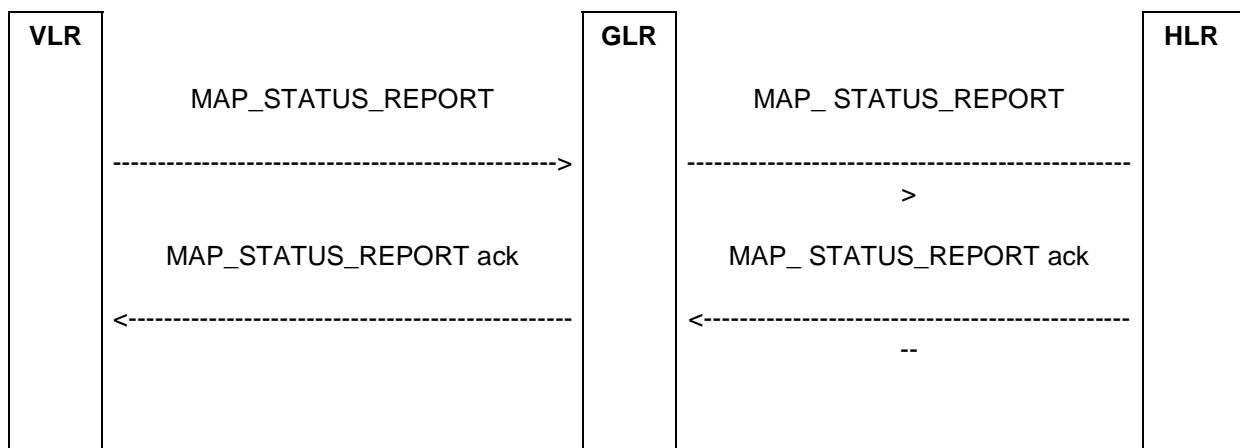 VLR GLR HLR
MAP_STATUS_REPORT MAP_ STATUS_REPORT
--------------------------------------------------> --------------------------------------------------
>
MAP_STATUS_REPORT ack MAP_ STATUS_REPORT ack
<-------------------------------------------------- <------------------------------------------------
--